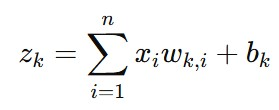 z_k = \sum_{i=1}^{n} x_i w_{k,i} + b_k